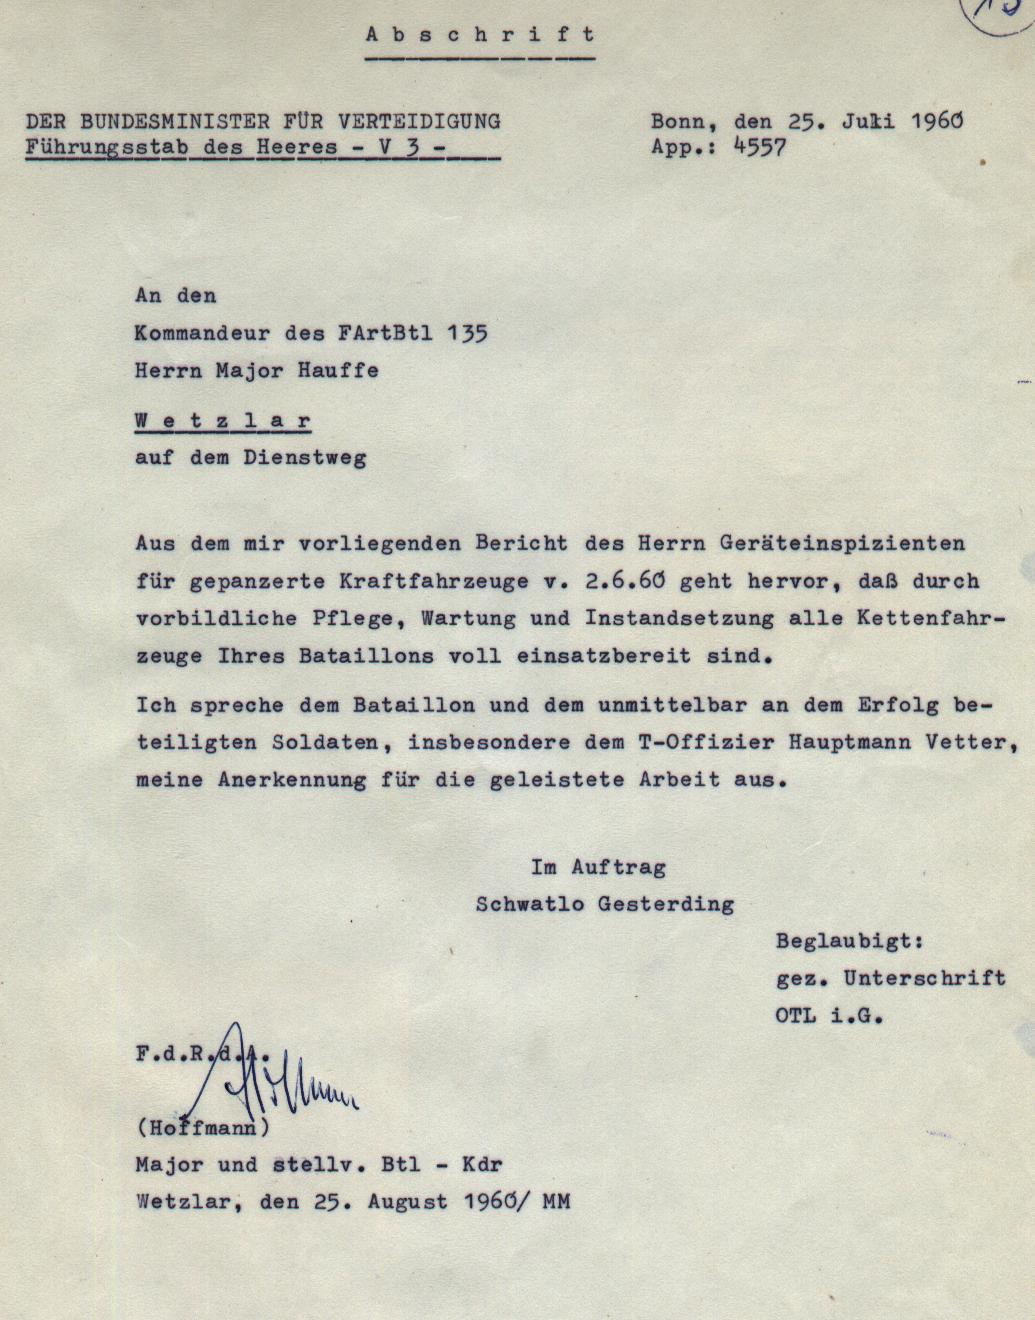 A b s c h r i f t
DER BUNDESMINISTER FÜR VERTEIDIGUNG
Führungsstab des Heeres - V 3 -
Bonn, den 25. Juli 1960
App.: 4557
An den
Kommandeur des FArtBtl 135
Herrn Major Hauffe
W e t z l a r
auf dem Dienstweg
Aus dem mir vorliegenden Bericht des Herrn Geräteinspizienten
für gepanzerte Kraftfahrzeuge v. 2.6.60 geht hervor, daß durch
vorbildliche Pflege, Wartung und Instandsetzung alle Kettenfahr-
zeuge Ihres Bataillons voll einsatzbereit sind.
Ich spreche dem Bataillon und dem unmittelbar an dem Erfolg be-
teiligten Soldaten, insbesondere dem T-Offizier Hauptmann Vetter,
meine Anerkennung für die geleistete Arbeit aus.
Im Auftrag
Schwatlo Gesterding
Beglaubigt:
gez. Unterschrift
OTL i.G.
F.d.R.d.A.
Hoffmann
(Hoffmann)
Major und stellv. Btl - Kdr
Wetzlar, den 25. August 1960/ MM